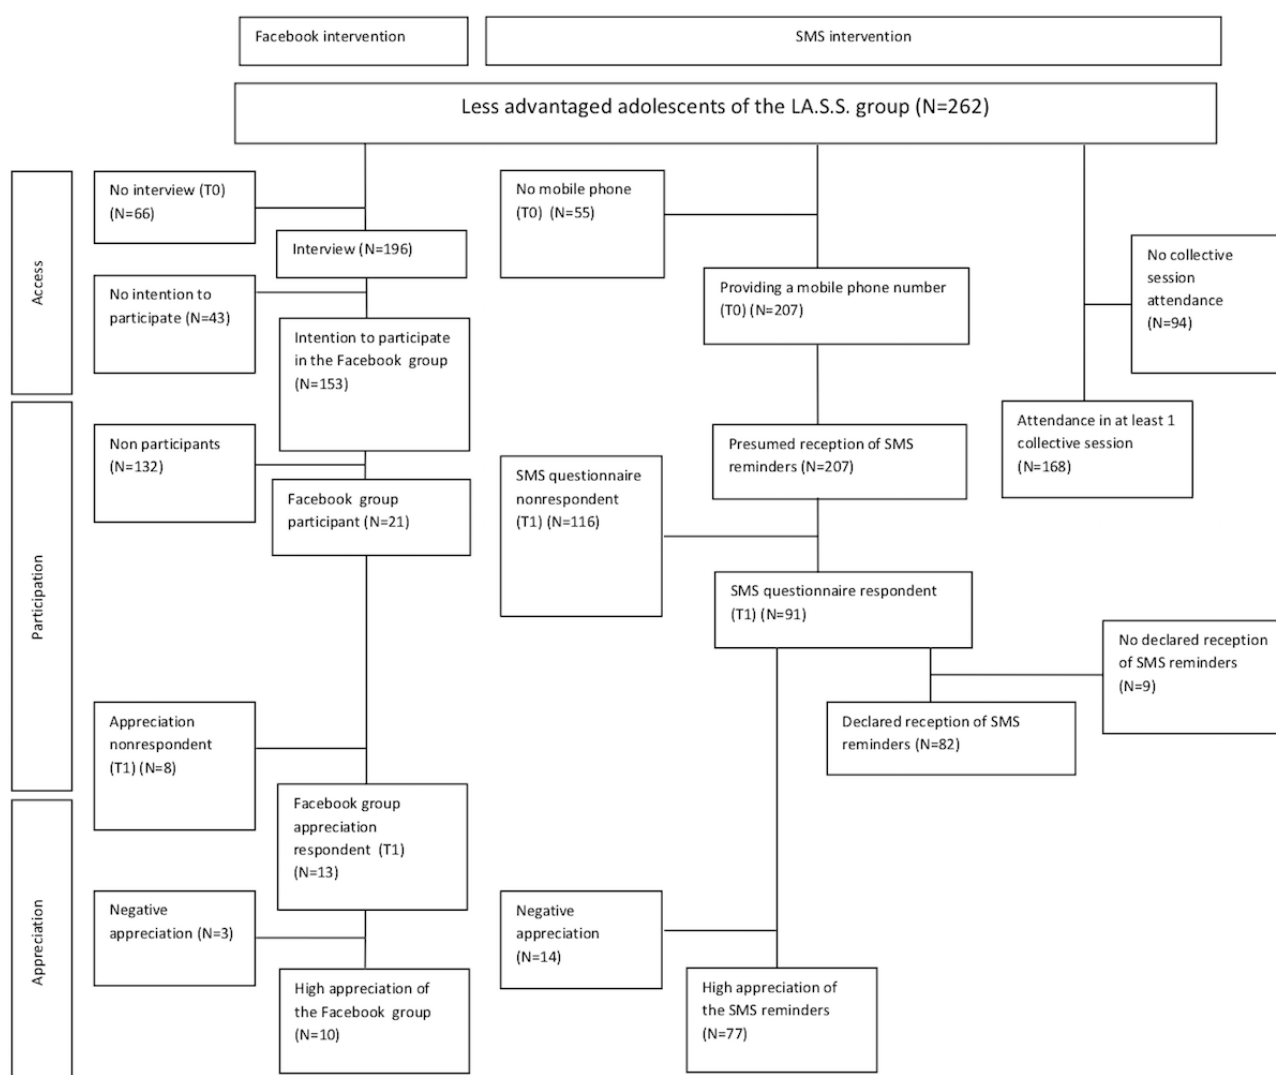 Facebook intervention
SMS intervention
Less advantaged adolescents of the LA.S.S. group (N=262)
Access
No interview (T0)
(N=66)
Interview (N=196)
No intention to
participate (N=43)
Intention to participate
in the Facebook group
(N=153)
No mobile phone
(T0) (N=55)
Providing a mobile phone number
(T0) (N=207)
No collective
session
attendance
(N=94)
Participation
Non participants
(N=132)
Facebook group
participant (N=21)
Appreciation
nonrespondent
(T1) (N=8)
Presumed reception of SMS
reminders (N=207)
Attendance in at least 1
collective session
(N=168)
SMS questionnaire
nonrespondent
(T1) (N=116)
SMS questionnaire respondent
(T1) (N=91)
No declared reception
of SMS reminders
(N=9)
Declared reception of SMS
reminders (N=82)
Appreciation
Facebook group
appreciation
respondent (T1)
(N=13)
Negative
appreciation (N=3)
High appreciation of
the Facebook group
(N=10)
Negative
appreciation
(N=14)
High appreciation of
the SMS reminders
(N=77)